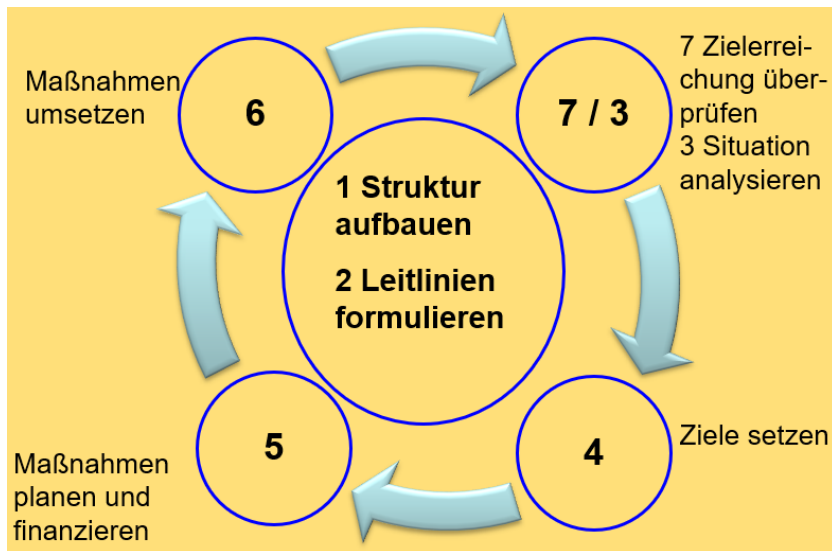 Maßnahmen
umsetzen
6
7 / 3
7 Zielerrei-
chung über-
prüfen
3 Situation
analysieren
1 Struktur
aufbauen
2 Leitlinien
formulieren
5
4
Ziele setzen
Maßnahmen
planen und
finanzieren